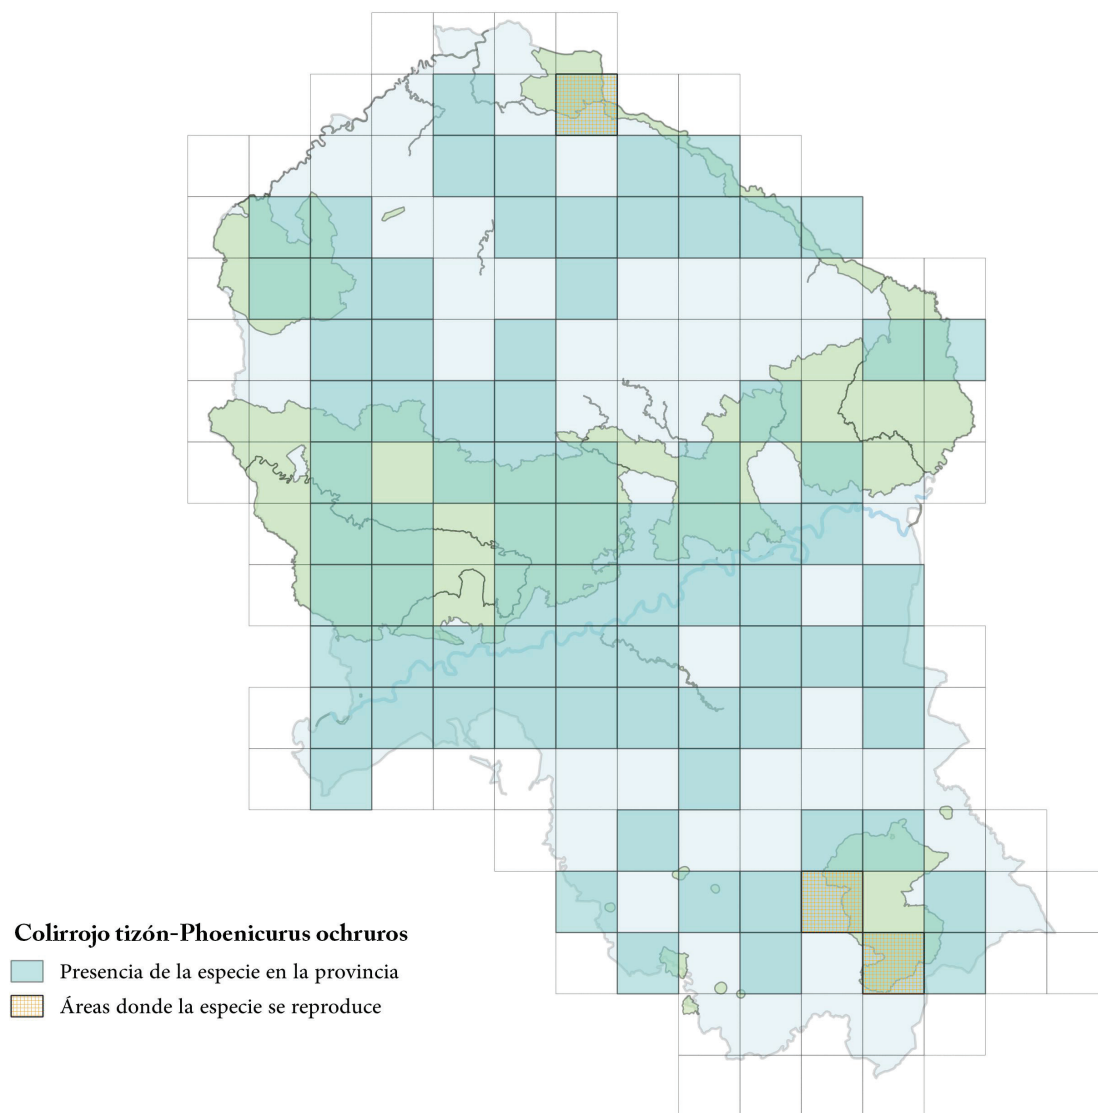 Colirrojo tizón-Phoenicurus ochruros
Presencia de la especie en la provincia
Áreas donde la especie se reproduce